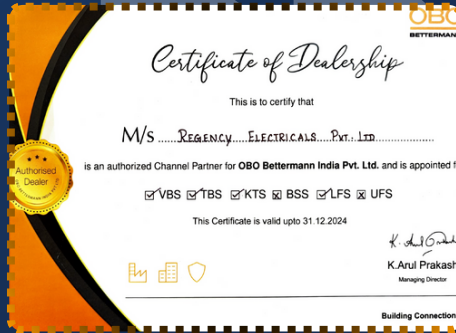 OBO
BETTERMANN
Certificate of Dealership
This is to certify that
M/s ... REGENCY ELECTRICALS PVT. LTD ...
is an authorized Channel Partner for OBO Bettermann India Pvt. Ltd. and is appointed f
☑VBS ☑TBS ☑KTS ☒ BSS ☑LFS ☒ UFS
This Certificate is valid upto 31.12.2024
Authorised
Dealer
K.Arul Prakash
Managing Director
Building Connection